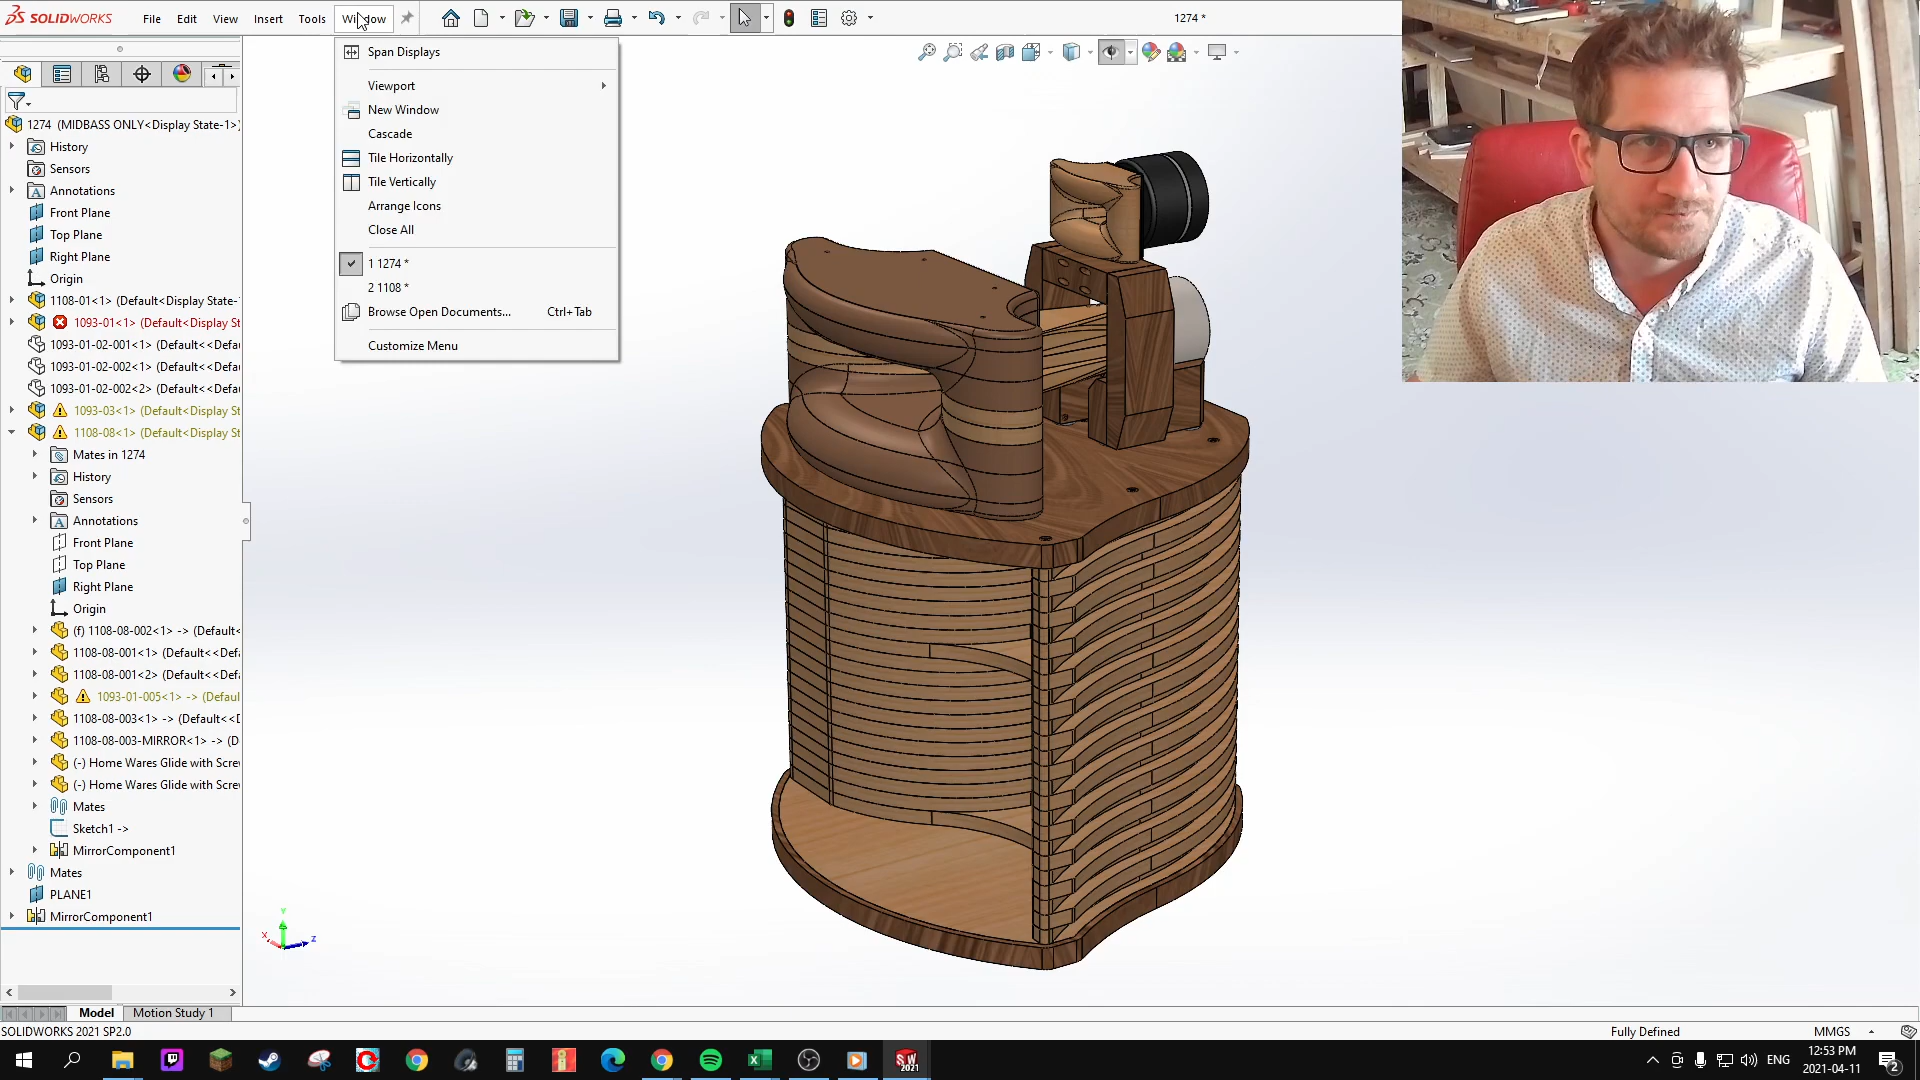 SOLIDWORKS
File Edit View Insert Tools Window
1274 *
Span Displays
Viewport
New Window
Cascade
Tile Horizontally
Tile Vertically
Arrange Icons
Close All
1 1274 *
2 1108 *
Browse Open Documents... Ctrl+Tab
Customize Menu
1274 (MIDBASS ONLY<Display State-1>)
History
Sensors
Annotations
Front Plane
Top Plane
Right Plane
Origin
1108-01<1> (Default<Display State-
1093-01<1> (Default<Display St
1093-01-02-001<1> (Default<<Defau
1093-01-02-002<1> (Default<<Defau
1093-01-02-002<2> (Default<<Defau
1093-03<1> (Default<Display St
1108-08<1> (Default<Display St
Mates in 1274
History
Sensors
Annotations
Front Plane
Top Plane
Right Plane
Origin
(f) 1108-08-002<1> -> (Default<
1108-08-001<1> (Default<<Def
1108-08-001<2> (Default<<Def
1093-01-005<1> -> (Defaul
1108-08-003<1> -> (Default<<D
1108-08-003-MIRROR<1> -> (D
(-) Home Wares Glide with Scre
(-) Home Wares Glide with Scre
Mates
Sketch1 ->
MirrorComponent1
Mates
PLANE1
MirrorComponent1
Y
X
Z
Model Motion Study 1
SOLIDWORKS 2021 SP2.0
Fully Defined
MMGS
ENG
12:53 PM
2021-04-11
2